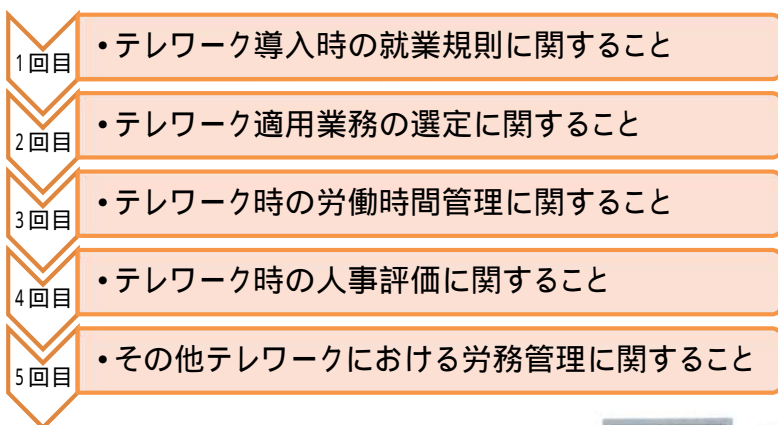 1回目
・テレワーク導入時の就業規則に関すること
2回目
・テレワーク適用業務の選定に関すること
3回目
・テレワーク時の労働時間管理に関すること
4回目
・テレワーク時の人事評価に関すること
5回目
・その他テレワークにおける労務管理に関すること